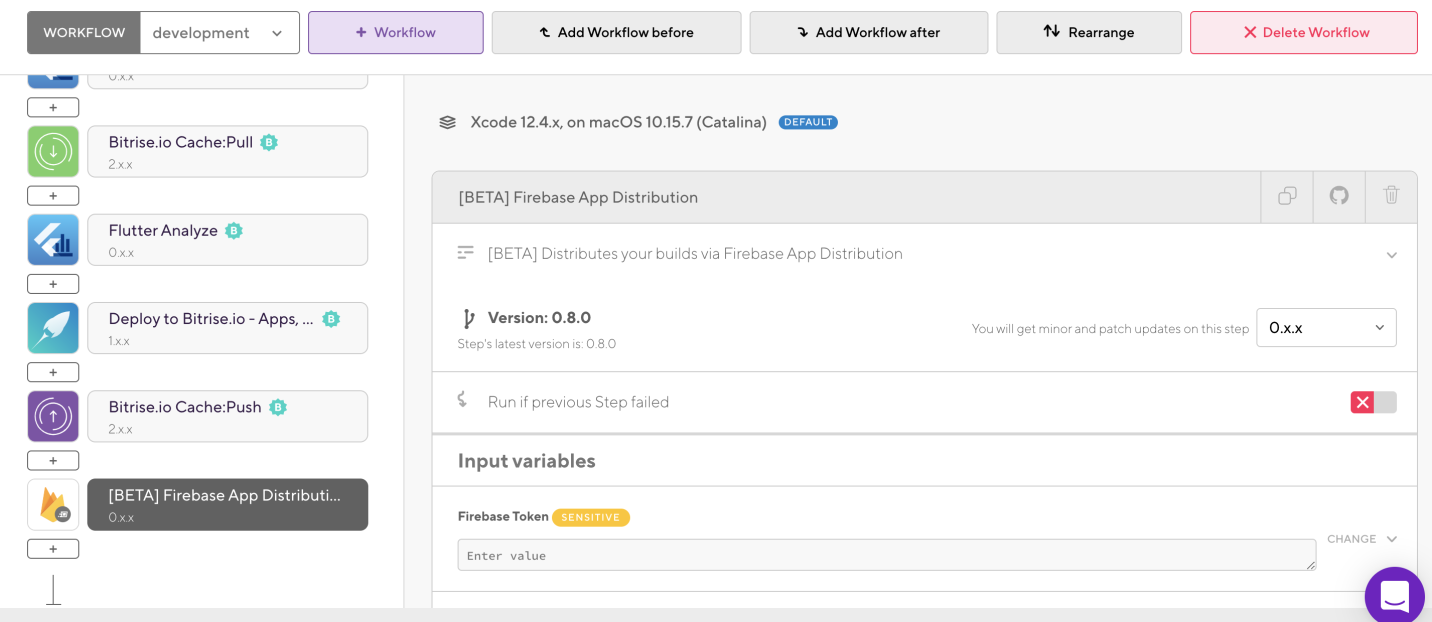 WORKFLOW development + Workflow Add Workflow before Add Workflow after Rearrange Delete Workflow
0.x.x
+
Bitrise.io Cache:Pull B
2.x.x
+
Flutter Analyze B
0.x.x
+
Deploy to Bitrise.io - Apps, ... B
1.x.x
+
Bitrise.io Cache:Push B
2.x.x
+
[BETA] Firebase App Distributi...
0.x.x
+
Xcode 12.4.x, on macOS 10.15.7 (Catalina) DEFAULT
[BETA] Firebase App Distribution
[BETA] Distributes your builds via Firebase App Distribution
Version: 0.8.0
Step's latest version is: 0.8.0
You will get minor and patch updates on this step 0.x.x
Run if previous Step failed
Input variables
Firebase Token SENSITIVE
Enter value
CHANGE